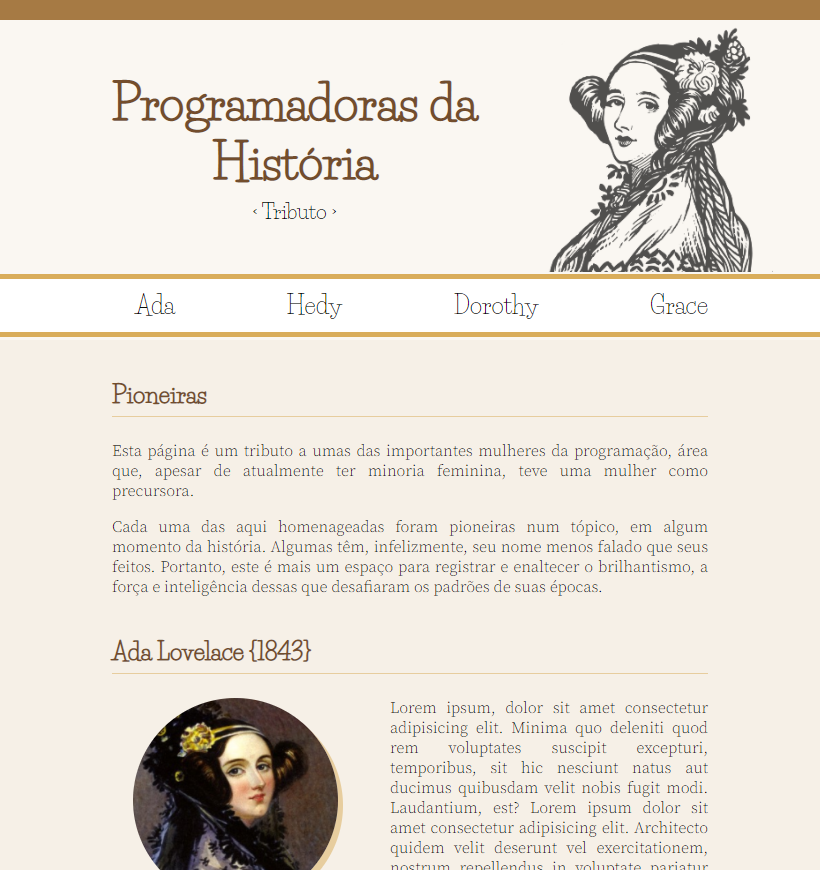 Programadoras da
História
‹ Tributo ›
Ada Hedy Dorothy Grace
Pioneiras
Esta página é um tributo a umas das importantes mulheres da programação, área
que, apesar de atualmente ter minoria feminina, teve uma mulher como
precursora.
Cada uma das aqui homenageadas foram pioneiras num tópico, em algum
momento da história. Algumas têm, infelizmente, seu nome menos falado que seus
feitos. Portanto, este é mais um espaço para registrar e enaltecer o brilhantismo, a
força e inteligência dessas que desafiaram os padrões de suas épocas.
Ada Lovelace {1843}
Lorem ipsum, dolor sit amet consectetur
adipisicing elit. Minima quo deleniti quod
rem voluptates suscipit excepturi,
temporibus, sit hic nesciunt natus aut
ducimus quibusdam velit nobis fugit modi.
Laudantium, est? Lorem ipsum dolor sit
amet consectetur adipisicing elit. Architecto
quidem velit deserunt vel exercitationem,
nostrum repellendus in voluptate pariatur